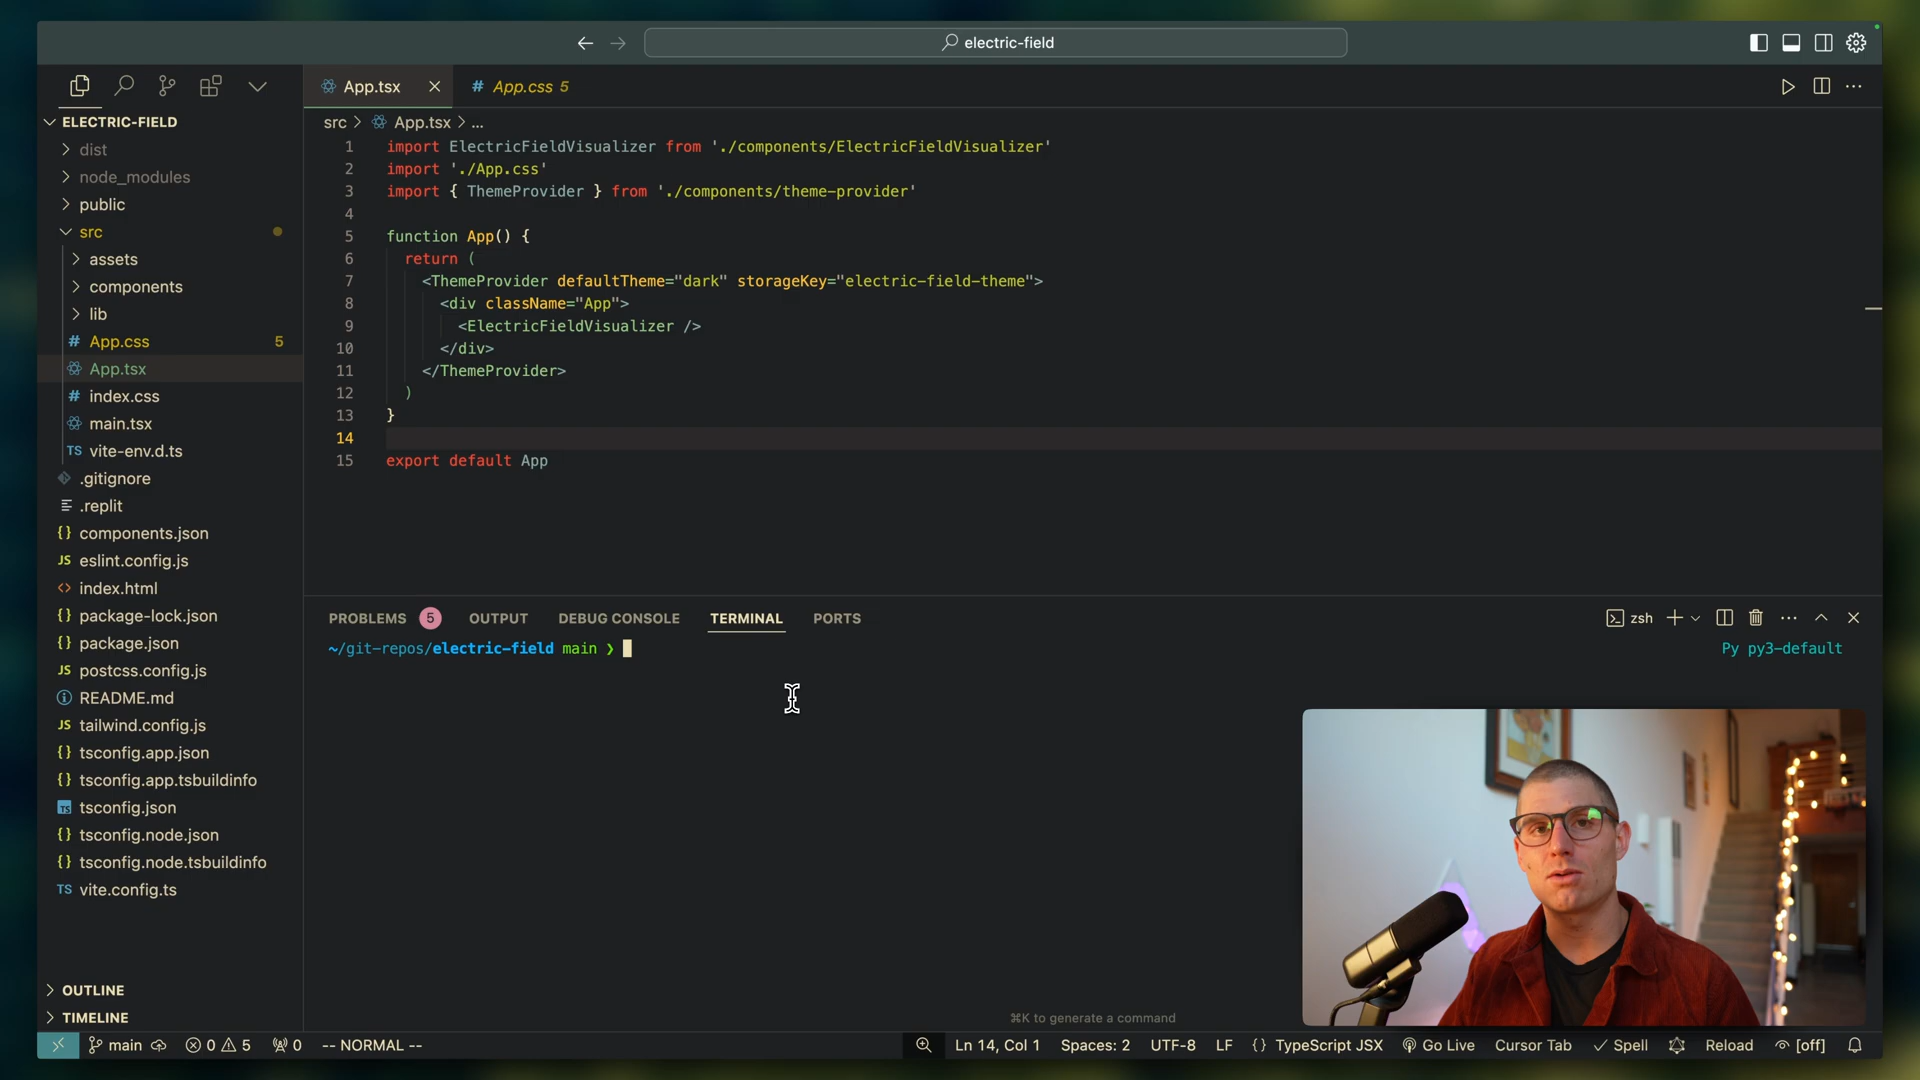 electric-field
App.tsx
# App.css 5
ELECTRIC-FIELD
dist
node_modules
public
src
assets
components
lib
# App.css 5
App.tsx
# index.css
main.tsx
TS vite-env.d.ts
.gitignore
.replit
{} components.json
JS eslint.config.js
<> index.html
{} package-lock.json
{} package.json
JS postcss.config.js
README.md
JS tailwind.config.js
{} tsconfig.app.json
{} tsconfig.app.tsbuildinfo
TS tsconfig.json
{} tsconfig.node.json
{} tsconfig.node.tsbuildinfo
TS vite.config.ts
OUTLINE
TIMELINE
src > App.tsx > ...
1 import ElectricFieldVisualizer from './components/ElectricFieldVisualizer'
2 import './App.css'
3 import { ThemeProvider } from './components/theme-provider'
4
5 function App() {
6 return (
7 <ThemeProvider defaultTheme="dark" storageKey="electric-field-theme">
8 <div className="App">
9 <ElectricFieldVisualizer />
10 </div>
11 </ThemeProvider>
12 )
13 }
14
15 export default App
PROBLEMS 5 OUTPUT DEBUG CONSOLE TERMINAL PORTS
zsh
~/git-repos/electric-field main ❯
Py py3-default
⌘K to generate a command
main 0 5 0 -- NORMAL --
Ln 14, Col 1 Spaces: 2 UTF-8 LF {} TypeScript JSX Go Live Cursor Tab Spell Reload [off]